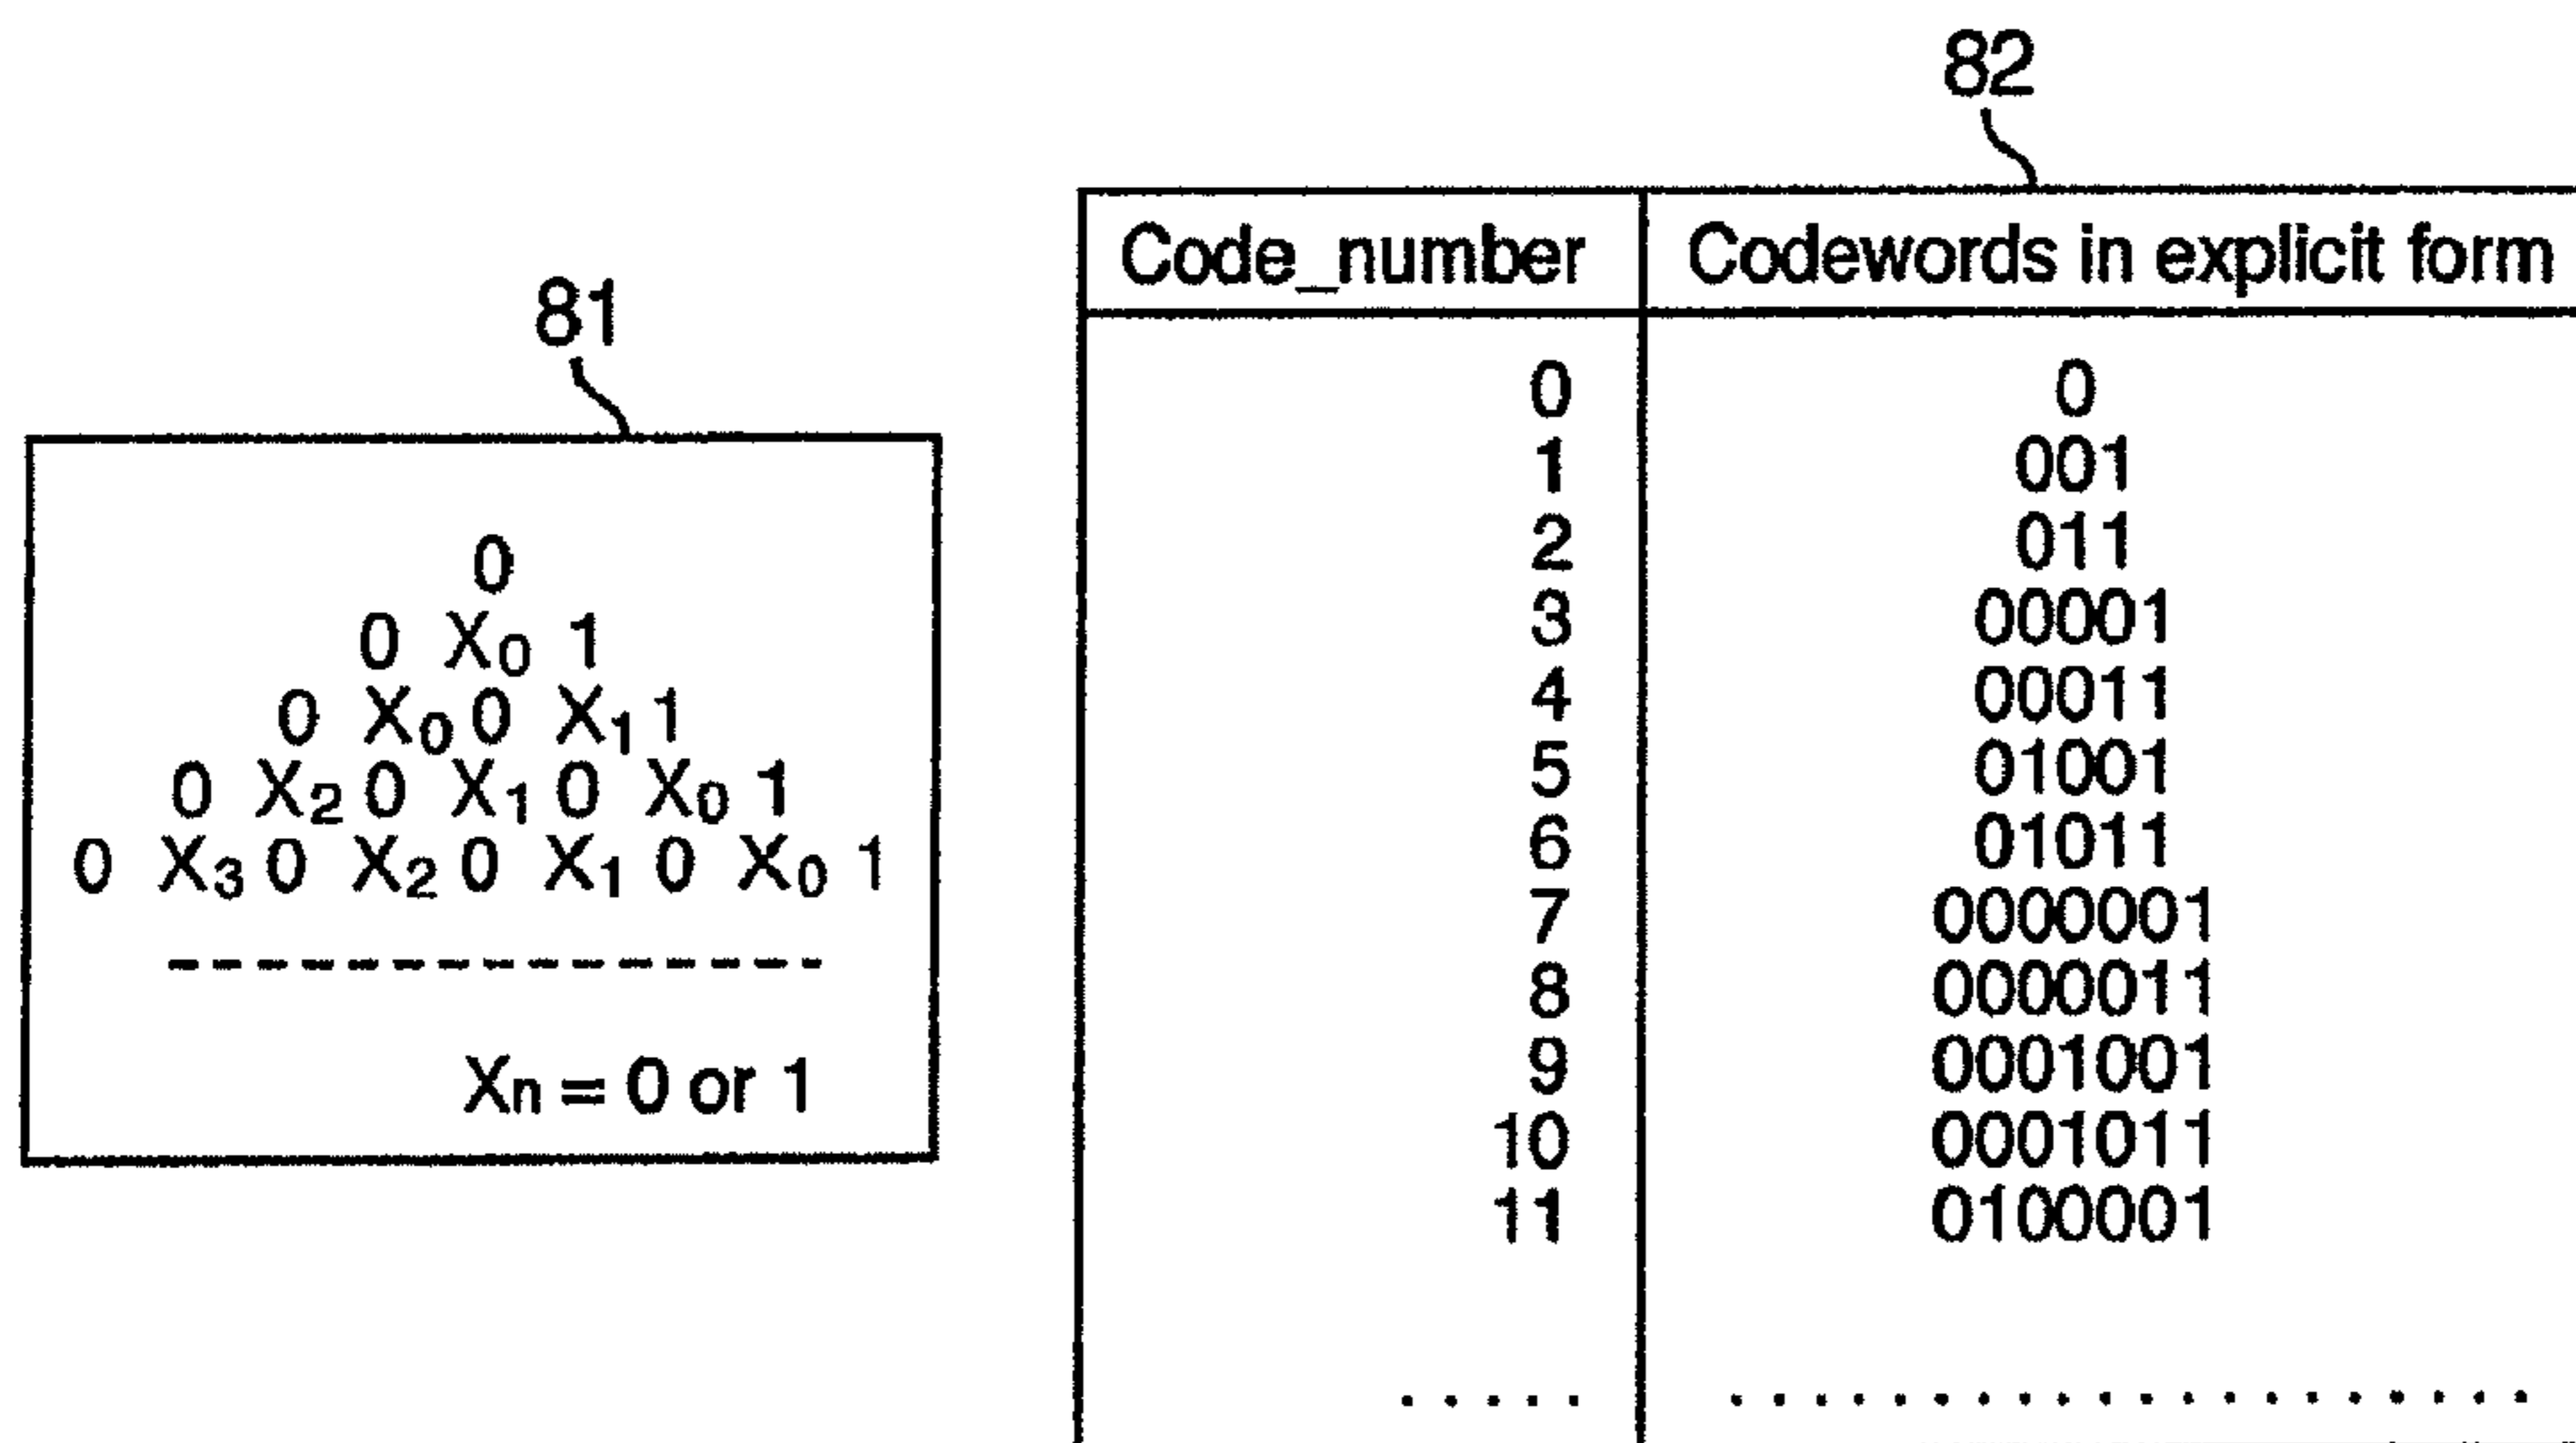 81
0
0 X0 1
0 X0 0 X1 1
0 X2 0 X1 0 X0 1
0 X3 0 X2 0 X1 0 X0 1
Xn = 0 or 1
82
Code_number Codewords in explicit form
0 0
1 001
2 011
3 00001
4 00011
5 01001
6 01011
7 0000001
8 0000011
9 0001001
10 0001011
11 0100001